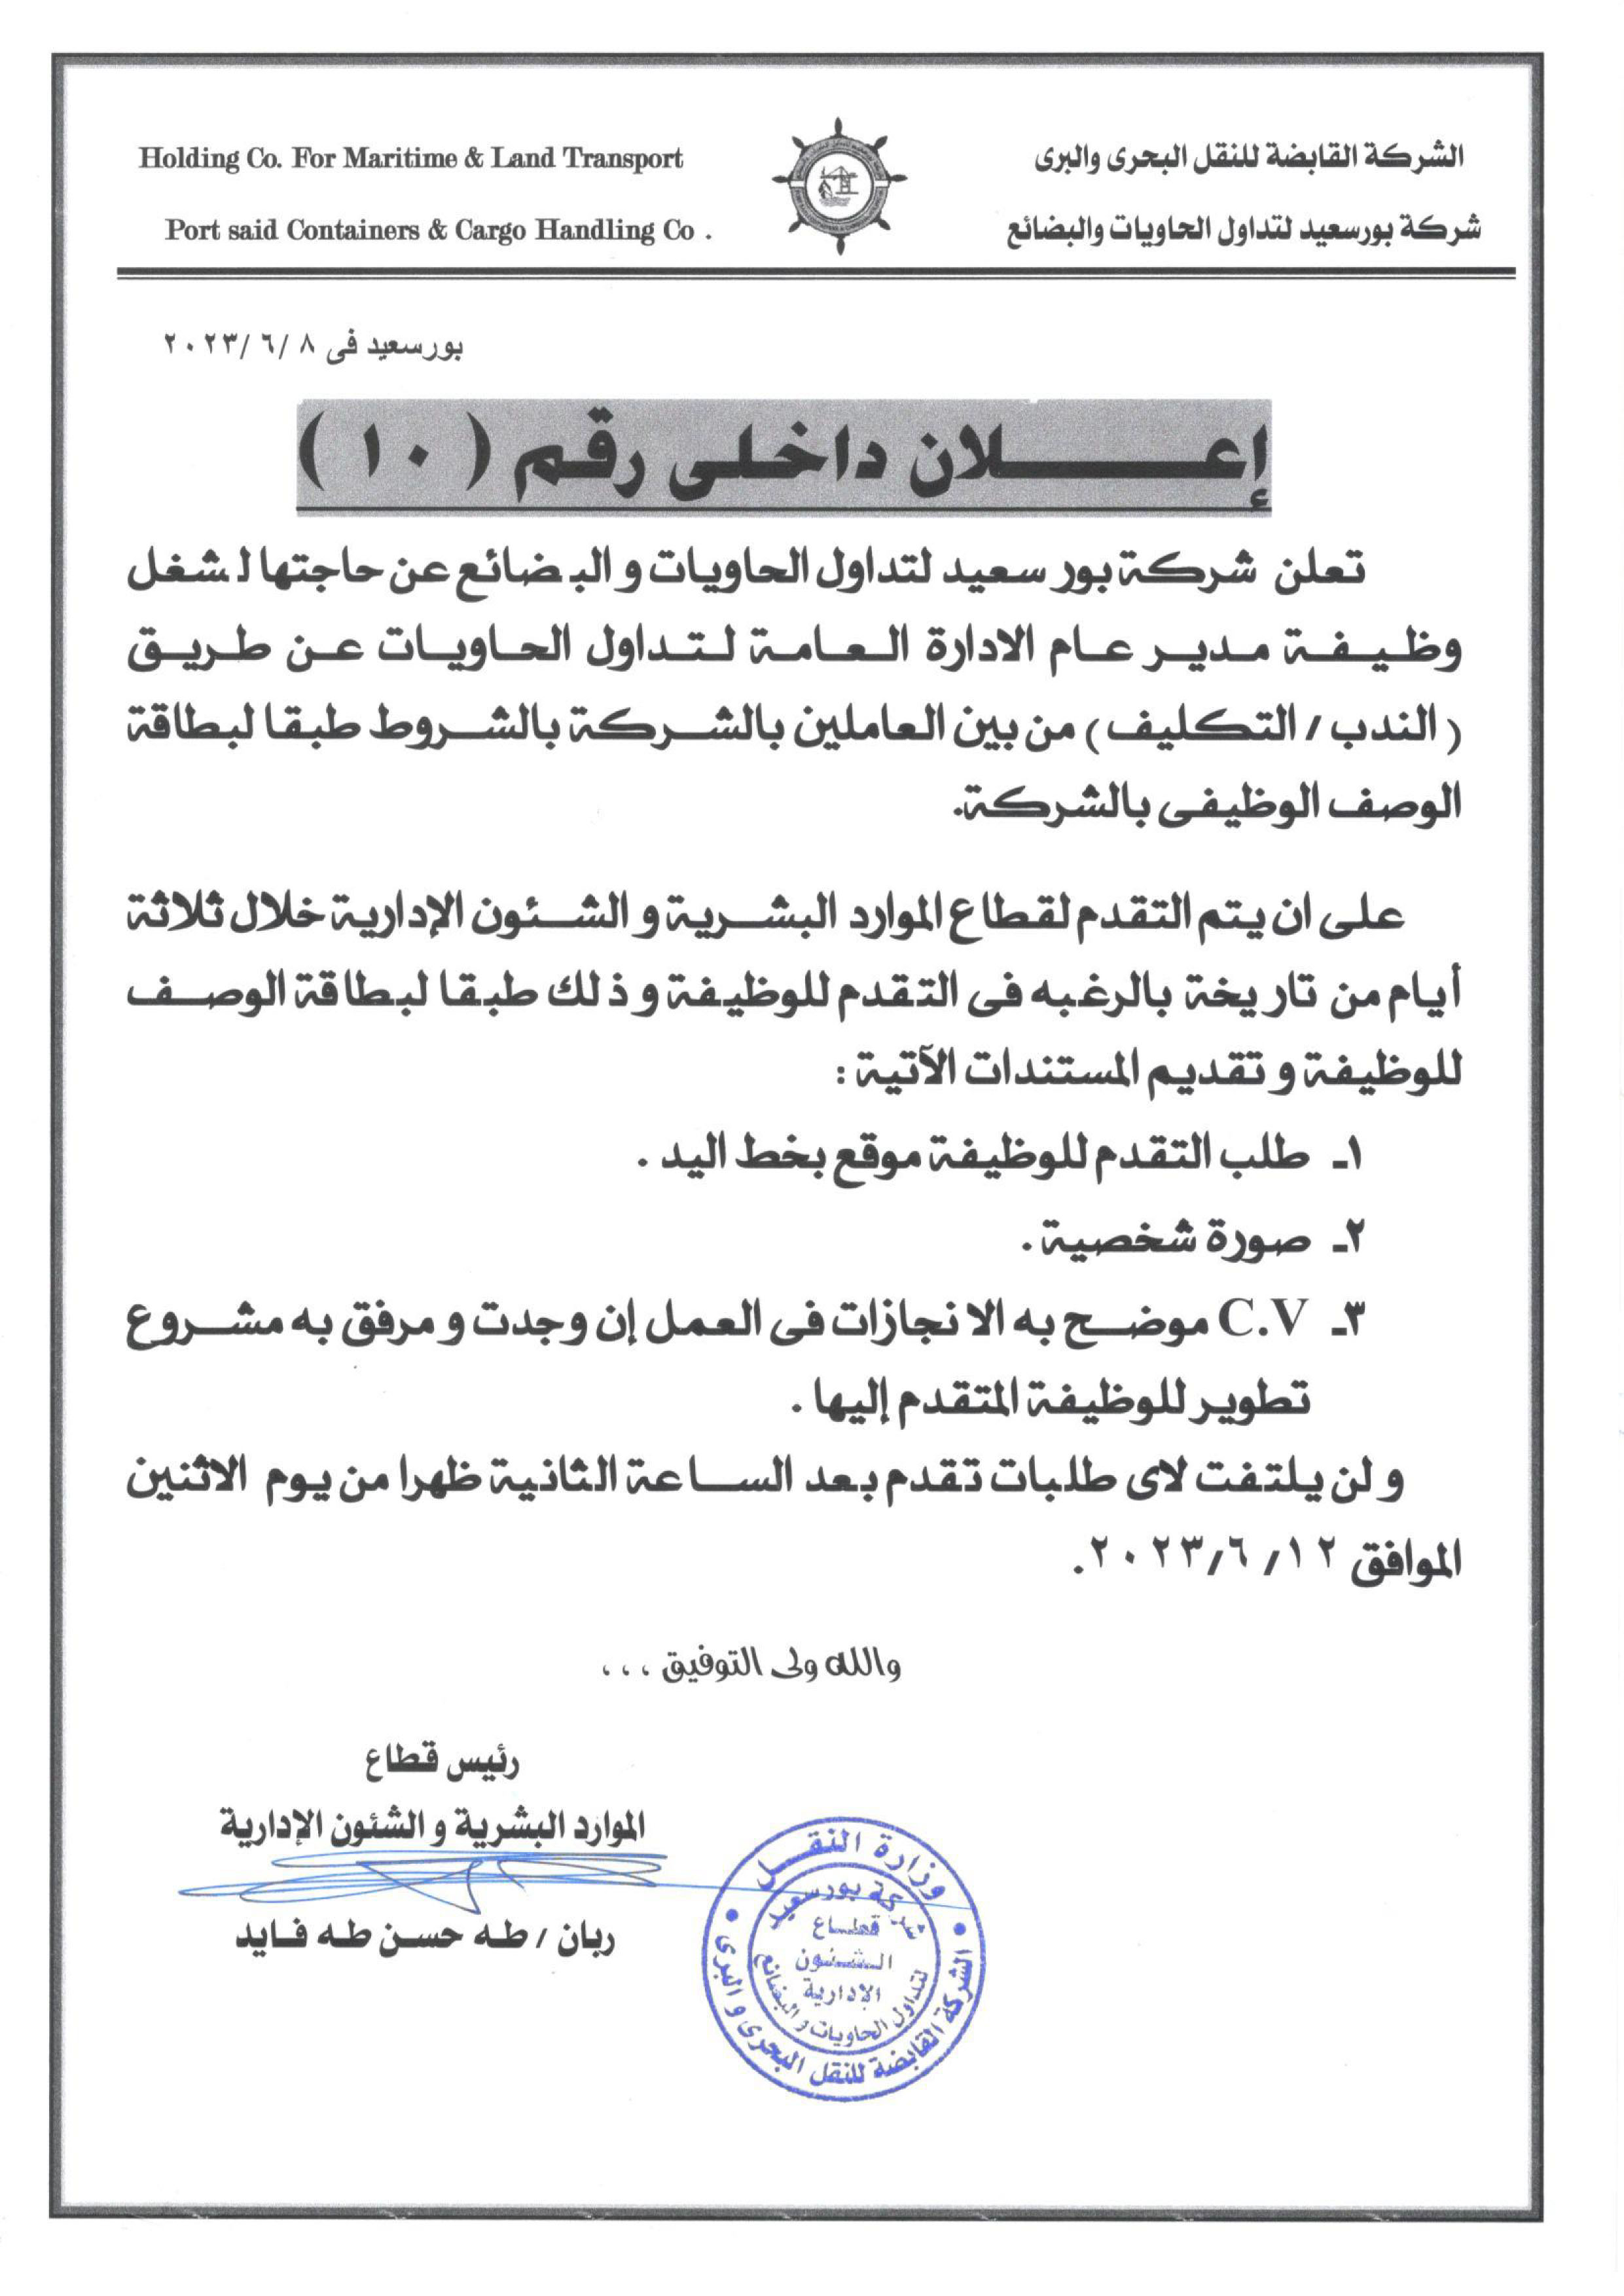 Holding Co. For Maritime & Land Transport
الشركة القابضة للنقل البحرى والبرى
Port said Containers & Cargo Handling Co .
شركة بورسعيد لتداول الحاويات والبضائع
بورسعيد فى ٨ /٦ /٢٠٢٣
إعـــــلان داخلى رقم ( ١٠ )
تعلن شركة بور سعيد لتداول الحاويات و البضائع عن حاجتها لشغل
وظيفة مدير عام الادارة العامة لتداول الحاويات عن طريق
( الندب / التكليف ) من بين العاملين بالشركة بالشروط طبقا لبطاقة
الوصف الوظيفى بالشركة.
على ان يتم التقدم لقطاع الموارد البشرية و الشئون الإدارية خلال ثلاثة
أيام من تاريخة بالرغبه فى التقدم للوظيفة و ذلك طبقا لبطاقة الوصف
للوظيفة و تقديم المستندات الآتية :
١ـ طلب التقدم للوظيفة موقع بخط اليد .
٢ـ صورة شخصية .
٣ـ C.V موضح به الانجازات فى العمل إن وجدت و مرفق به مشروع
تطوير للوظيفة المتقدم إليها .
و لن يلتفت لاى طلبات تقدم بعد الساعة الثانية ظهرا من يوم الاثنين
الموافق ١٢ /٦/ ٢٠٢٣.
والله ولى التوفيق ، ، ،
رئيس قطاع
الموارد البشرية و الشئون الإدارية
ربان / طه حسن طه فايد
وزارة النقل
شركة بورسعيد
قطاع
الشئون
الإدارية
لتداول الحاويات و البضائع
الشركة القابضة للنقل البحرى و البرى